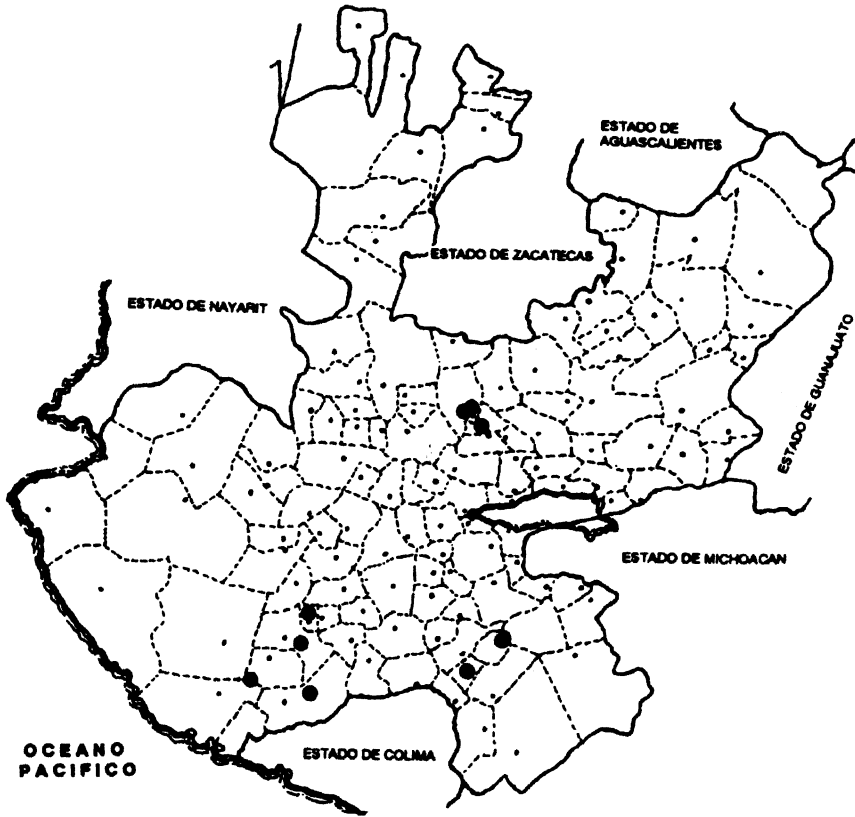 ESTADO DE
AGUASCALIENTES
ESTADO DE ZACATECAS
ESTADO DE NAYARIT
ESTADO DE GUANAJUATO
ESTADO DE MICHOACAN
ESTADO DE COLIMA
OCEANO
PACIFICO